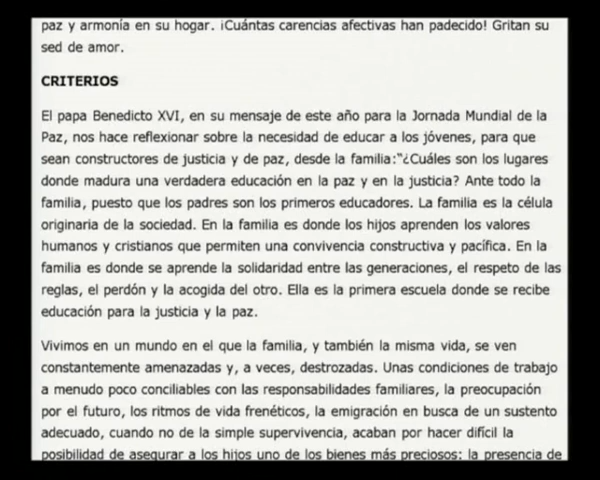 paz y armonía en su hogar. ¡Cuántas carencias afectivas han padecido! Gritan su
sed de amor.
CRITERIOS
El papa Benedicto XVI, en su mensaje de este año para la Jornada Mundial de la
Paz, nos hace reflexionar sobre la necesidad de educar a los jóvenes, para que
sean constructores de justicia y de paz, desde la familia:"¿Cuáles son los lugares
donde madura una verdadera educación en la paz y en la justicia? Ante todo la
familia, puesto que los padres son los primeros educadores. La familia es la célula
originaria de la sociedad. En la familia es donde los hijos aprenden los valores
humanos y cristianos que permiten una convivencia constructiva y pacífica. En la
familia es donde se aprende la solidaridad entre las generaciones, el respeto de las
reglas, el perdón y la acogida del otro. Ella es la primera escuela donde se recibe
educación para la justicia y la paz.
Vivimos en un mundo en el que la familia, y también la misma vida, se ven
constantemente amenazadas y, a veces, destrozadas. Unas condiciones de trabajo
a menudo poco conciliables con las responsabilidades familiares, la preocupación
por el futuro, los ritmos de vida frenéticos, la emigración en busca de un sustento
adecuado, cuando no de la simple supervivencia, acaban por hacer difícil la
posibilidad de asegurar a los hijos uno de los bienes más preciosos: la presencia de